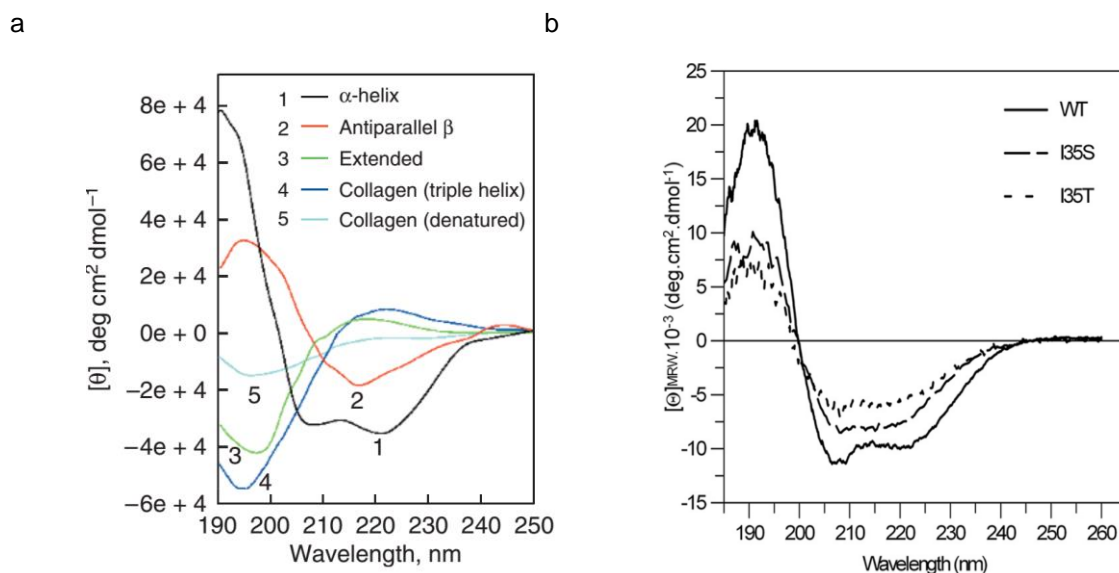 a
b
8e + 4
6e + 4
4e + 4
2e + 4
0e + 0
−2e + 4
−4e + 4
−6e + 4
[θ], deg cm² dmol⁻¹
1 α-helix
2 Antiparallel β
3 Extended
4 Collagen (triple helix)
5 Collagen (denatured)
5
2
3
4
1
190 200 210 220 230 240 250
Wavelength, nm
25
20
15
10
5
0
-5
-10
-15
[Θ]MRW.10⁻³ (deg.cm².dmol⁻¹)
WT
I35S
I35T
190 200 210 220 230 240 250 260
Wavelength (nm)